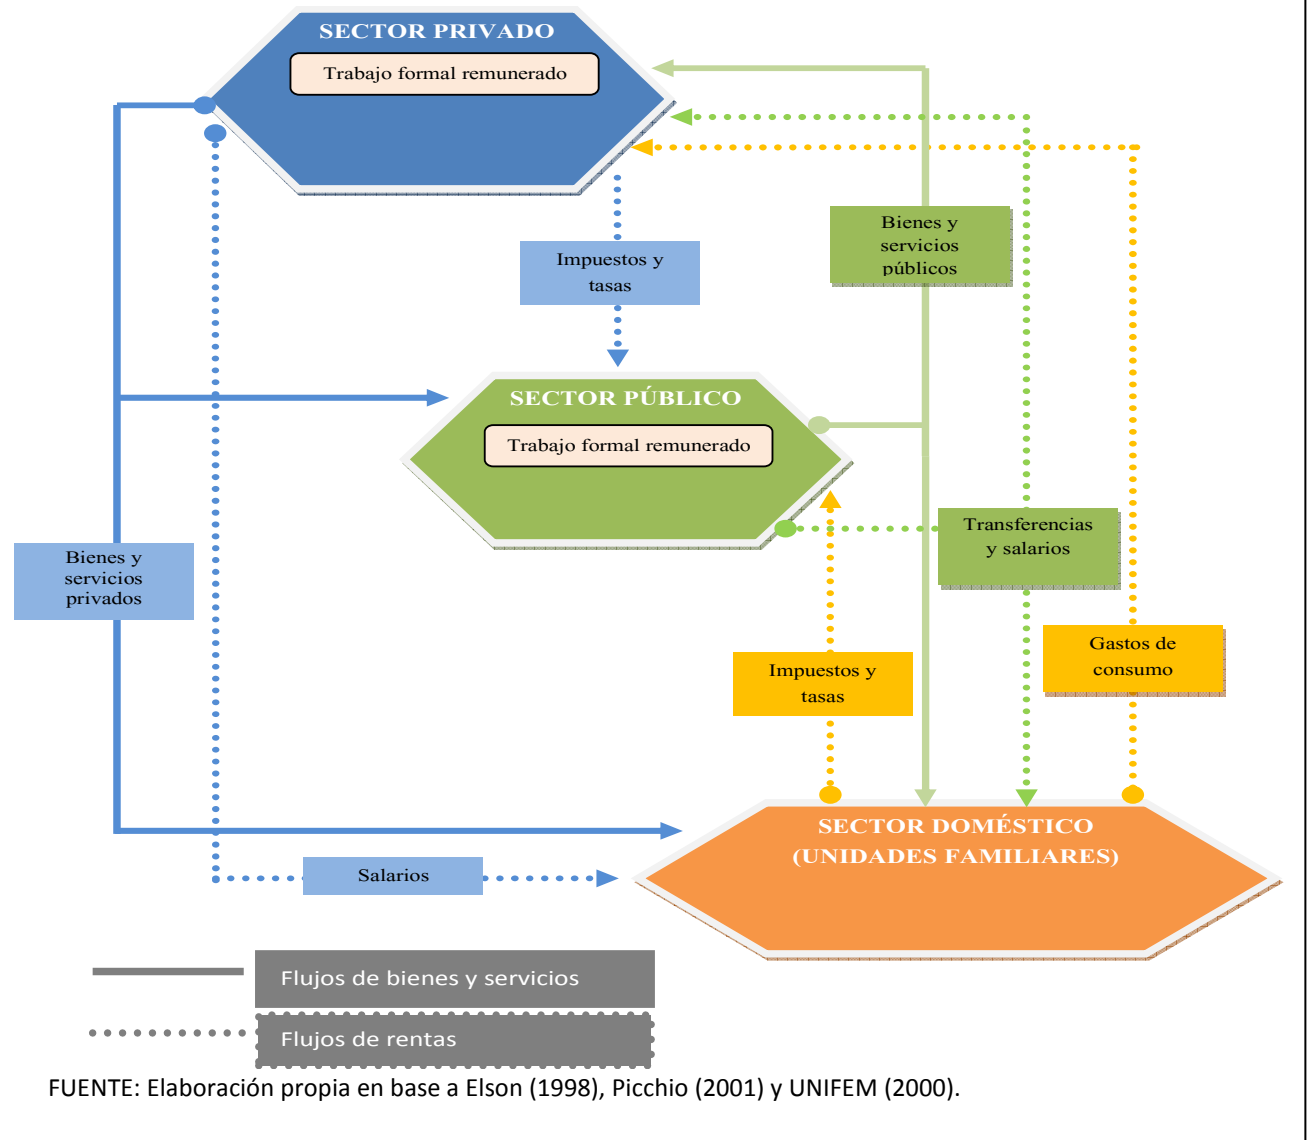 SECTOR PRIVADO
Trabajo formal remunerado
Bienes y
servicios
públicos
Impuestos y
tasas
SECTOR PÚBLICO
Trabajo formal remunerado
Transferencias
y salarios
Bienes y
servicios
privados
Gastos de
consumo
Impuestos y
tasas
SECTOR DOMÉSTICO
(UNIDADES FAMILIARES)
Salarios
Flujos de bienes y servicios
Flujos de rentas
FUENTE: Elaboración propia en base a Elson (1998), Picchio (2001) y UNIFEM (2000).